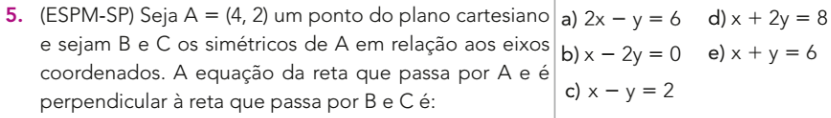 5. (ESPM-SP) Seja A = (4, 2) um ponto do plano cartesiano
e sejam B e C os simétricos de A em relação aos eixos
coordenados. A equação da reta que passa por A e é
perpendicular à reta que passa por B e C é:
a) 2x − y = 6 d) x + 2y = 8
b) x − 2y = 0 e) x + y = 6
c) x − y = 2